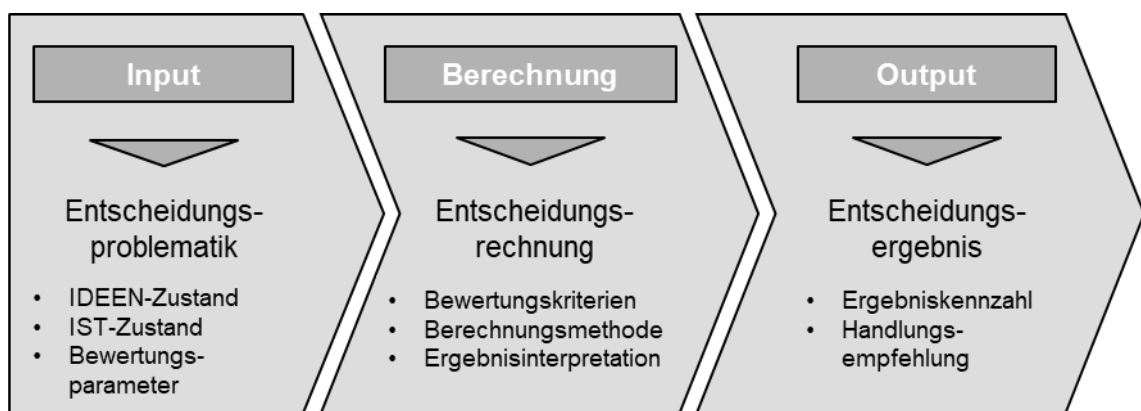 Input
Entscheidungs-
problematik
• IDEEN-Zustand
• IST-Zustand
• Bewertungs-
parameter
Berechnung
Entscheidungs-
rechnung
• Bewertungskriterien
• Berechnungsmethode
• Ergebnisinterpretation
Output
Entscheidungs-
ergebnis
• Ergebniskennzahl
• Handlungs-
empfehlung